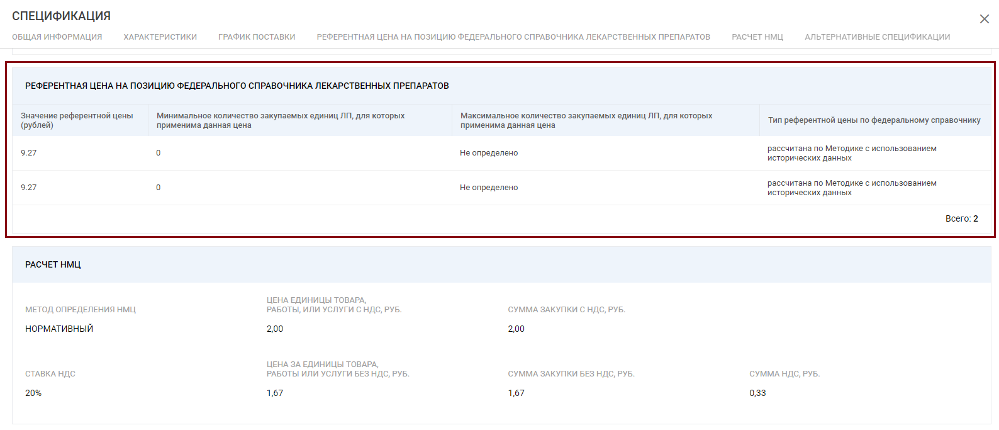 СПЕЦИФИКАЦИЯ
ОБЩАЯ ИНФОРМАЦИЯ ХАРАКТЕРИСТИКИ ГРАФИК ПОСТАВКИ РЕФЕРЕНТНАЯ ЦЕНА НА ПОЗИЦИЮ ФЕДЕРАЛЬНОГО СПРАВОЧНИКА ЛЕКАРСТВЕННЫХ ПРЕПАРАТОВ РАСЧЕТ НМЦ АЛЬТЕРНАТИВНЫЕ СПЕЦИФИКАЦИИ
РЕФЕРЕНТНАЯ ЦЕНА НА ПОЗИЦИЮ ФЕДЕРАЛЬНОГО СПРАВОЧНИКА ЛЕКАРСТВЕННЫХ ПРЕПАРАТОВ
Значение референтной цены
(рублей)
Минимальное количество закупаемых единиц ЛП, для которых
применима данная цена
Максимальное количество закупаемых единиц ЛП, для которых
применима данная цена
Тип референтной цены по федеральному справочнику
9.27
0
Не определено
рассчитана по Методике с использованием
исторических данных
9.27
0
Не определено
рассчитана по Методике с использованием
исторических данных
Всего: 2
РАСЧЕТ НМЦ
МЕТОД ОПРЕДЕЛЕНИЯ НМЦ
НОРМАТИВНЫЙ
ЦЕНА ЕДИНИЦЫ ТОВАРА,
РАБОТЫ, ИЛИ УСЛУГИ С НДС, РУБ.
2,00
СУММА ЗАКУПКИ С НДС, РУБ.
2,00
СТАВКА НДС
20%
ЦЕНА ЗА ЕДИНИЦЫ ТОВАРА,
РАБОТЫ ИЛИ УСЛУГИ БЕЗ НДС, РУБ.
1,67
СУММА ЗАКУПКИ БЕЗ НДС, РУБ.
1,67
СУММА НДС, РУБ.
0,33